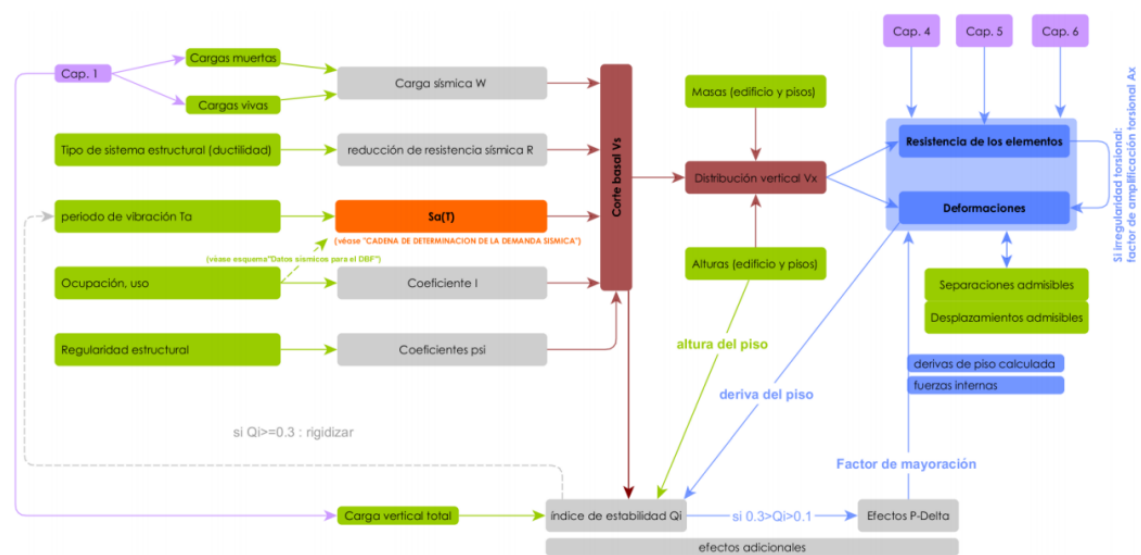 Cap. 4
Cap. 5
Cap. 6
Cap. 1
Cargas muertas
Cargas vivas
Carga sísmica W
Masas (edificio y pisos)
Tipo de sistema estructural (ductilidad)
reducción de resistencia sísmica R
Corte basal Vs
Distribución vertical Vx
Resistencia de los elementos
Deformaciones
Si irregularidad torsional:
factor de amplificación torsional Ax
período de vibración Ta
Sa(T)
(véase "CADENA DE DETERMINACION DE LA DEMANDA SISMICA")
(véase esquema"Datos sísmicos para el DBF")
Ocupación, uso
Coeficiente I
Alturas (edificio y pisos)
Separaciones admisibles
Desplazamientos admisibles
Regularidad estructural
Coeficientes psi
altura del piso
derivas de piso calculada
fuerzas internas
deriva del piso
si Qi>=0.3 : rigidizar
Factor de mayoración
Carga vertical total
índice de estabilidad Qi
si 0.3>Qi>0.1
Efectos P-Delta
efectos adicionales